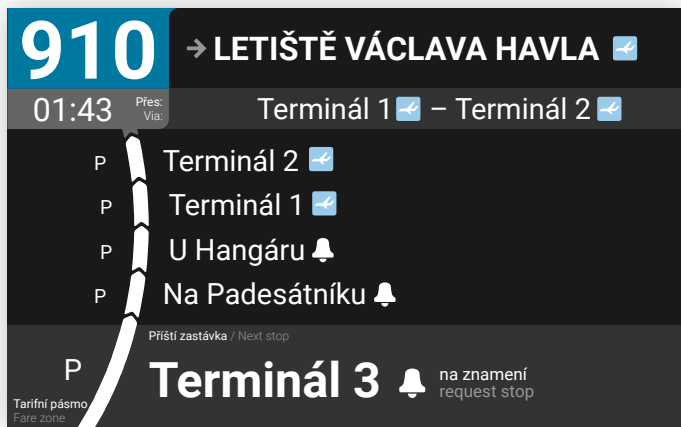 910
→ LETIŠTĚ VÁCLAVA HAVLA
01:43
Přes:
Via:
Terminál 1 – Terminál 2
P Terminál 2
P Terminál 1
P U Hangáru
P Na Padesátníku
Příští zastávka / Next stop
P
Terminál 3
na znamení
request stop
Tarifní pásmo
Fare zone